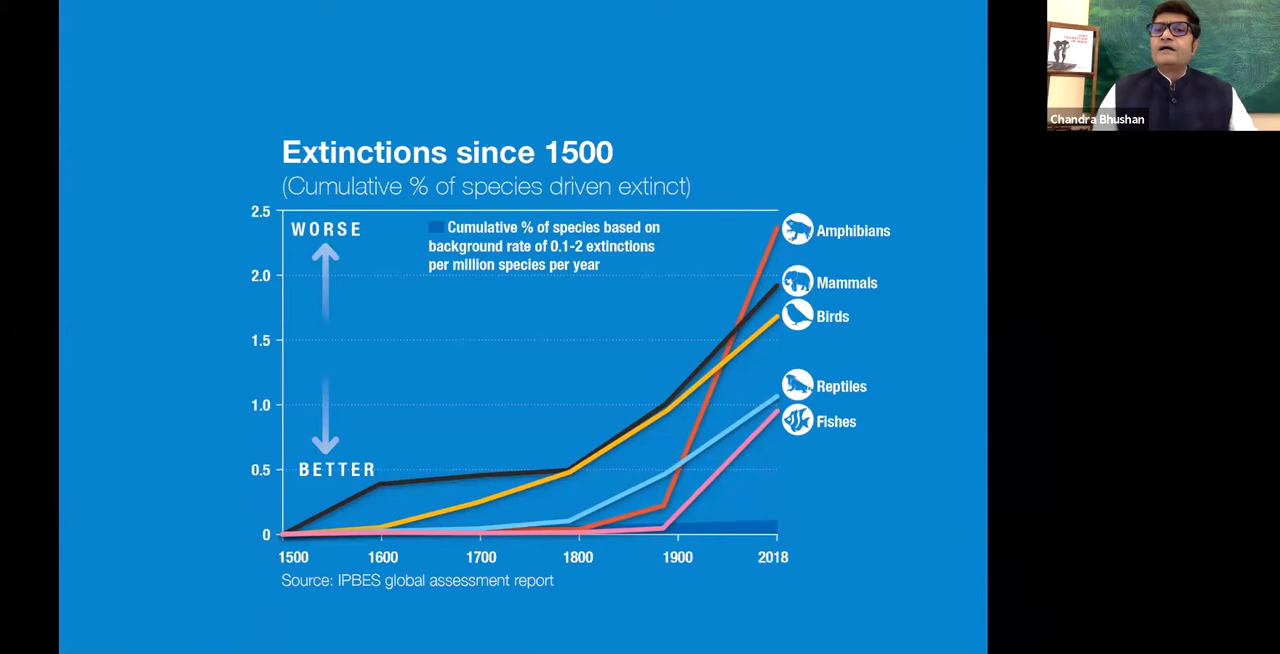 Extinctions since 1500
(Cumulative % of species driven extinct)
2.5
WORSE
Cumulative % of species based on
background rate of 0.1-2 extinctions
per million species per year
2.0
1.5
1.0
BETTER
0.5
0
Amphibians
Mammals
Birds
Reptiles
Fishes
1500 1600 1700 1800 1900 2018
Source: IPBES global assessment report
Chandra Bhushan